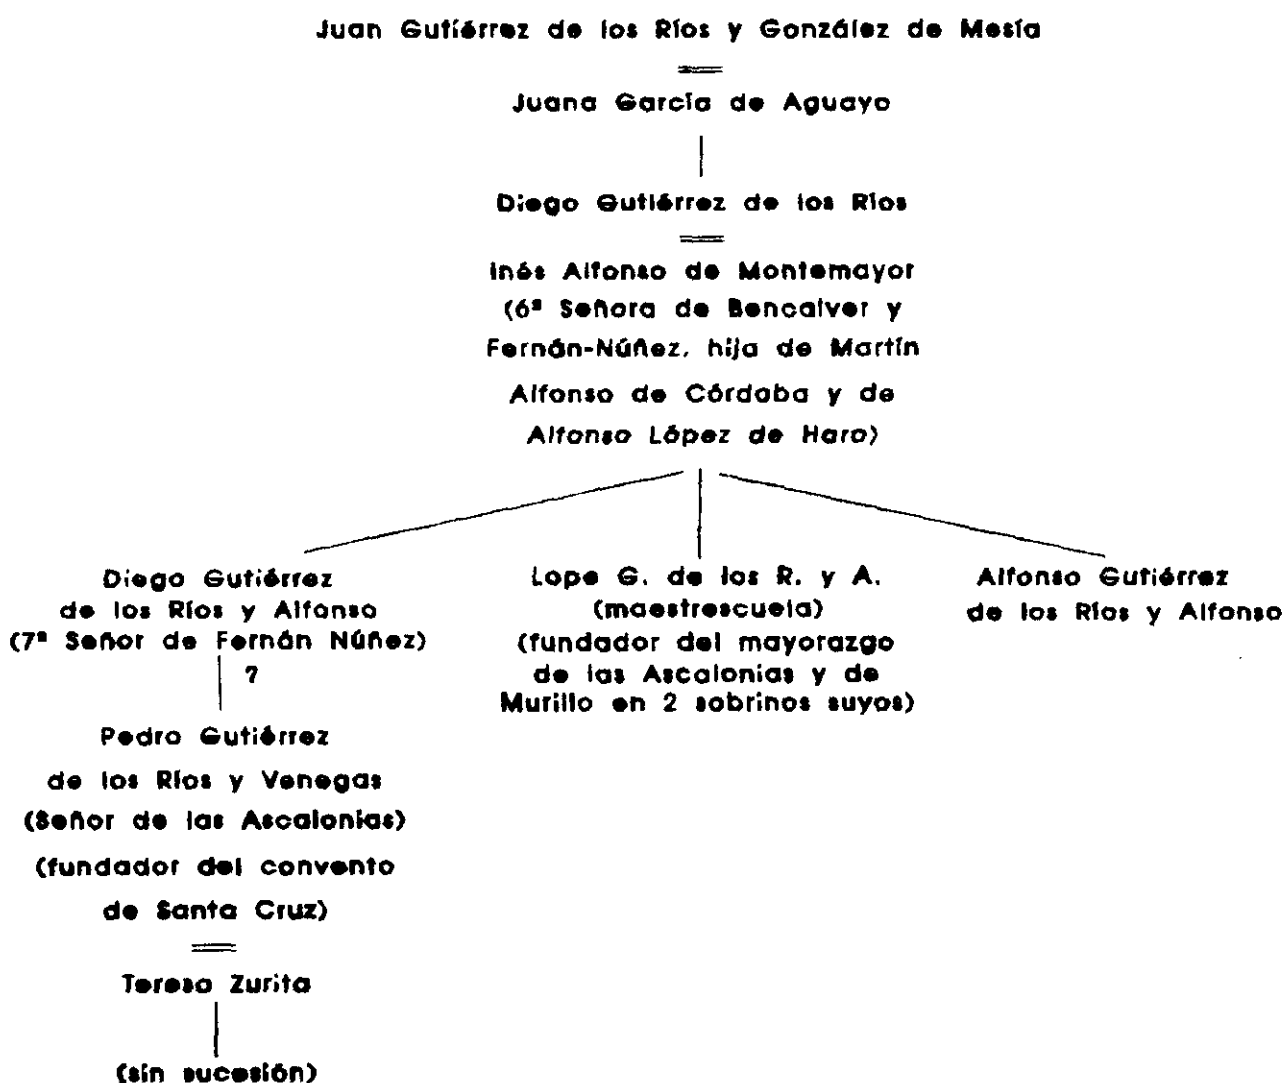 Juan Gutiérrez de los Ríos y González de Mesía
Juana García de Aguayo
Diego Gutiérrez de los Ríos
Inés Alfonso de Montemayor
(6ª Señora de Bencalver y
Fernán-Núñez, hija de Martín
Alfonso de Córdoba y de
Alfonso López de Haro)
Diego Gutiérrez
de los Ríos y Alfonso
(7ª Señor de Fernán Núñez)
?
Lope G. de los R. y A.
(maestrescuela)
(fundador del mayorazgo
de las Ascalonias y de
Murillo en 2 sobrinos suyos)
Alfonso Gutiérrez
de los Ríos y Alfonso
Pedro Gutiérrez
de los Ríos y Venegas
(Señor de las Ascalonias)
(fundador del convento
de Santa Cruz)
Teresa Zurita
(sin sucesión)